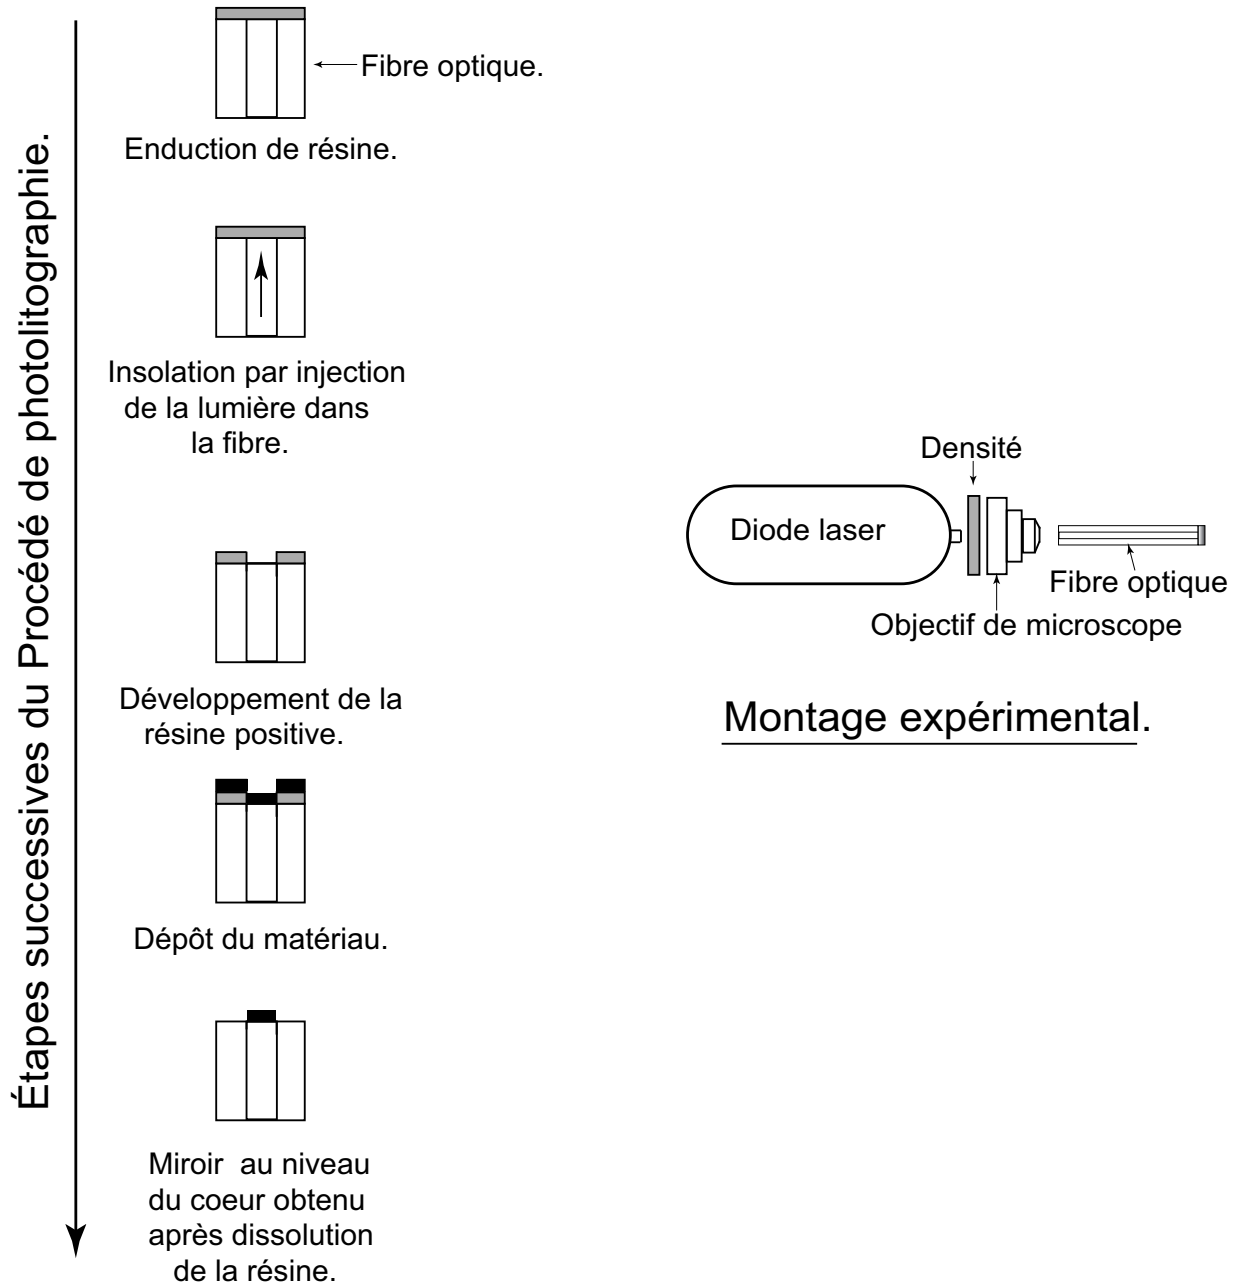 Étapes successives du Procédé de photolitographie.
Fibre optique.
Enduction de résine.
Insolation par injection
de la lumière dans
la fibre.
Développement de la
résine positive.
Dépôt du matériau.
Miroir au niveau
du coeur obtenu
après dissolution
de la résine.
Densité
Diode laser
Fibre optique
Objectif de microscope
Montage expérimental.